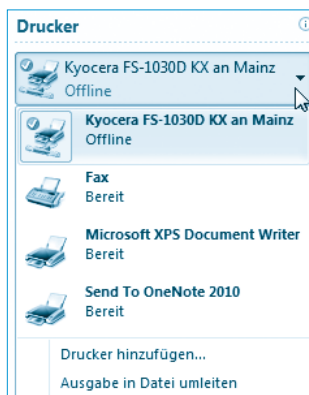 Drucker
Kyocera FS-1030D KX an Mainz
Offline
Kyocera FS-1030D KX an Mainz
Offline
Fax
Bereit
Microsoft XPS Document Writer
Bereit
Send To OneNote 2010
Bereit
Drucker hinzufügen...
Ausgabe in Datei umleiten